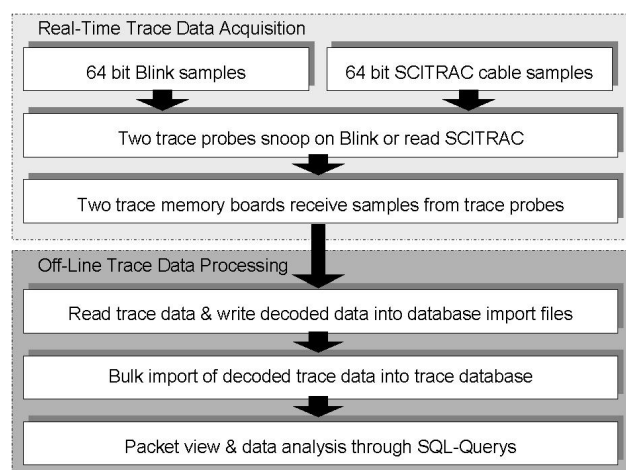 Real-Time Trace Data Acquisition
64 bit Blink samples
64 bit SCITRAC cable samples
Two trace probes snoop on Blink or read SCITRAC
Two trace memory boards receive samples from trace probes
Off-Line Trace Data Processing
Read trace data & write decoded data into database import files
Bulk import of decoded trace data into trace database
Packet view & data analysis through SQL-Querys